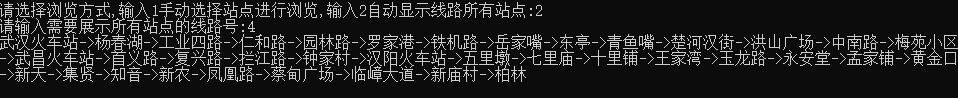 请选择浏览方式,输入1手动选择站点进行浏览,输入2自动显示线路所有站点:2
请输入需要展示所有站点的线路号:4
武汉火车站->杨春湖->工业四路->仁和路->园林路->罗家港->铁机路->岳家嘴->东亭->青鱼嘴->楚河汉街->洪山广场->中南路->梅苑小区
->武昌火车站->首义路->复兴路->拦江路->钟家村->汉阳火车站->五里墩->七里庙->十里铺->王家湾->玉龙路->永安堂->孟家铺->黄金口
->新天->集贤->知音->新农->凤凰路->蔡甸广场->临嶂大道->新庙村->柏林